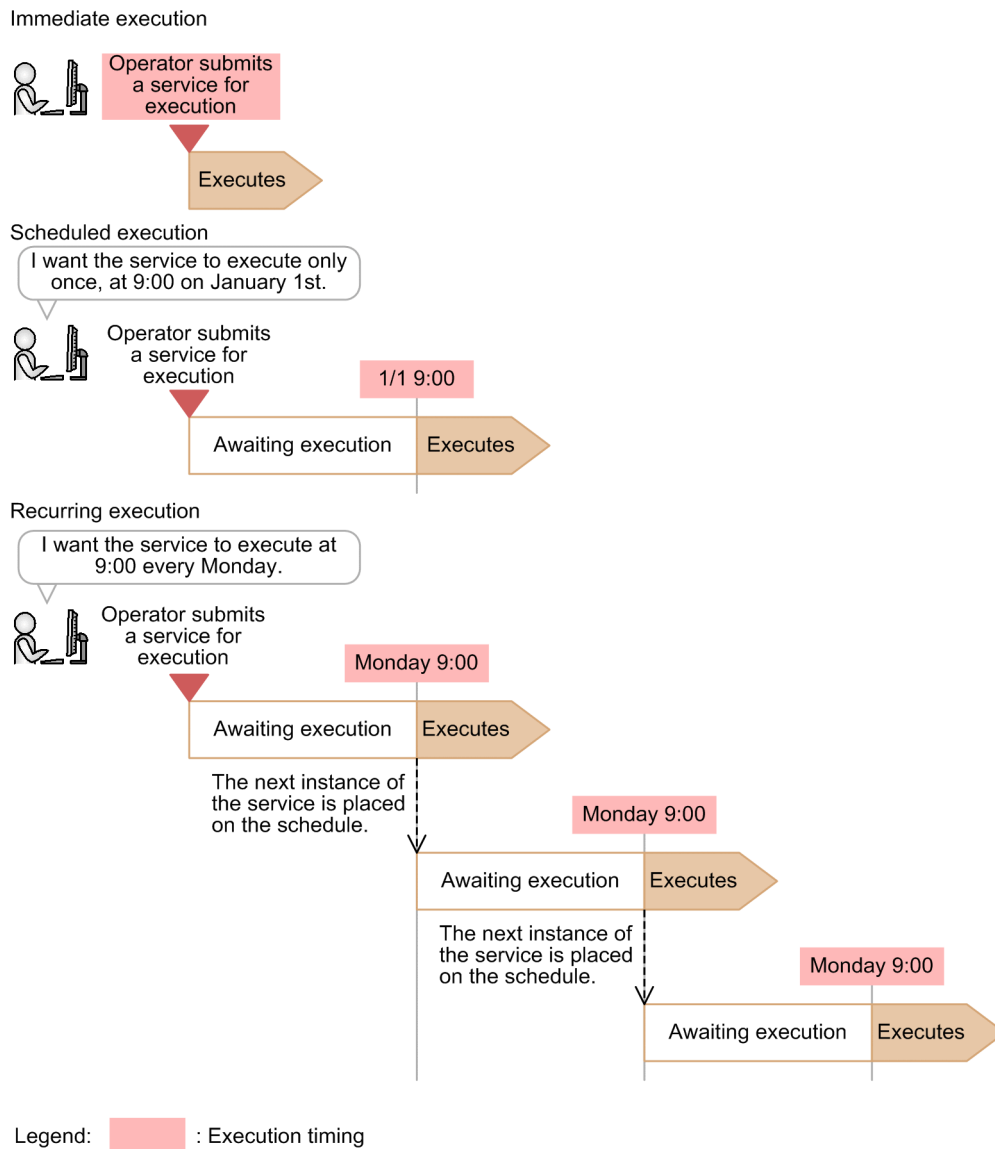 Immediate execution
Operator submits
a service for
execution
Executes
Scheduled execution
I want the service to execute only
once, at 9:00 on January 1st.
Operator submits
a service for
execution
1/1 9:00
Awaiting execution
Executes
Recurring execution
I want the service to execute at
9:00 every Monday.
Operator submits
a service for
execution
Monday 9:00
Awaiting execution
Executes
The next instance of
the service is placed
on the schedule.
Monday 9:00
Awaiting execution
Executes
The next instance of
the service is placed
on the schedule.
Monday 9:00
Awaiting execution
Executes
Legend:
: Execution timing